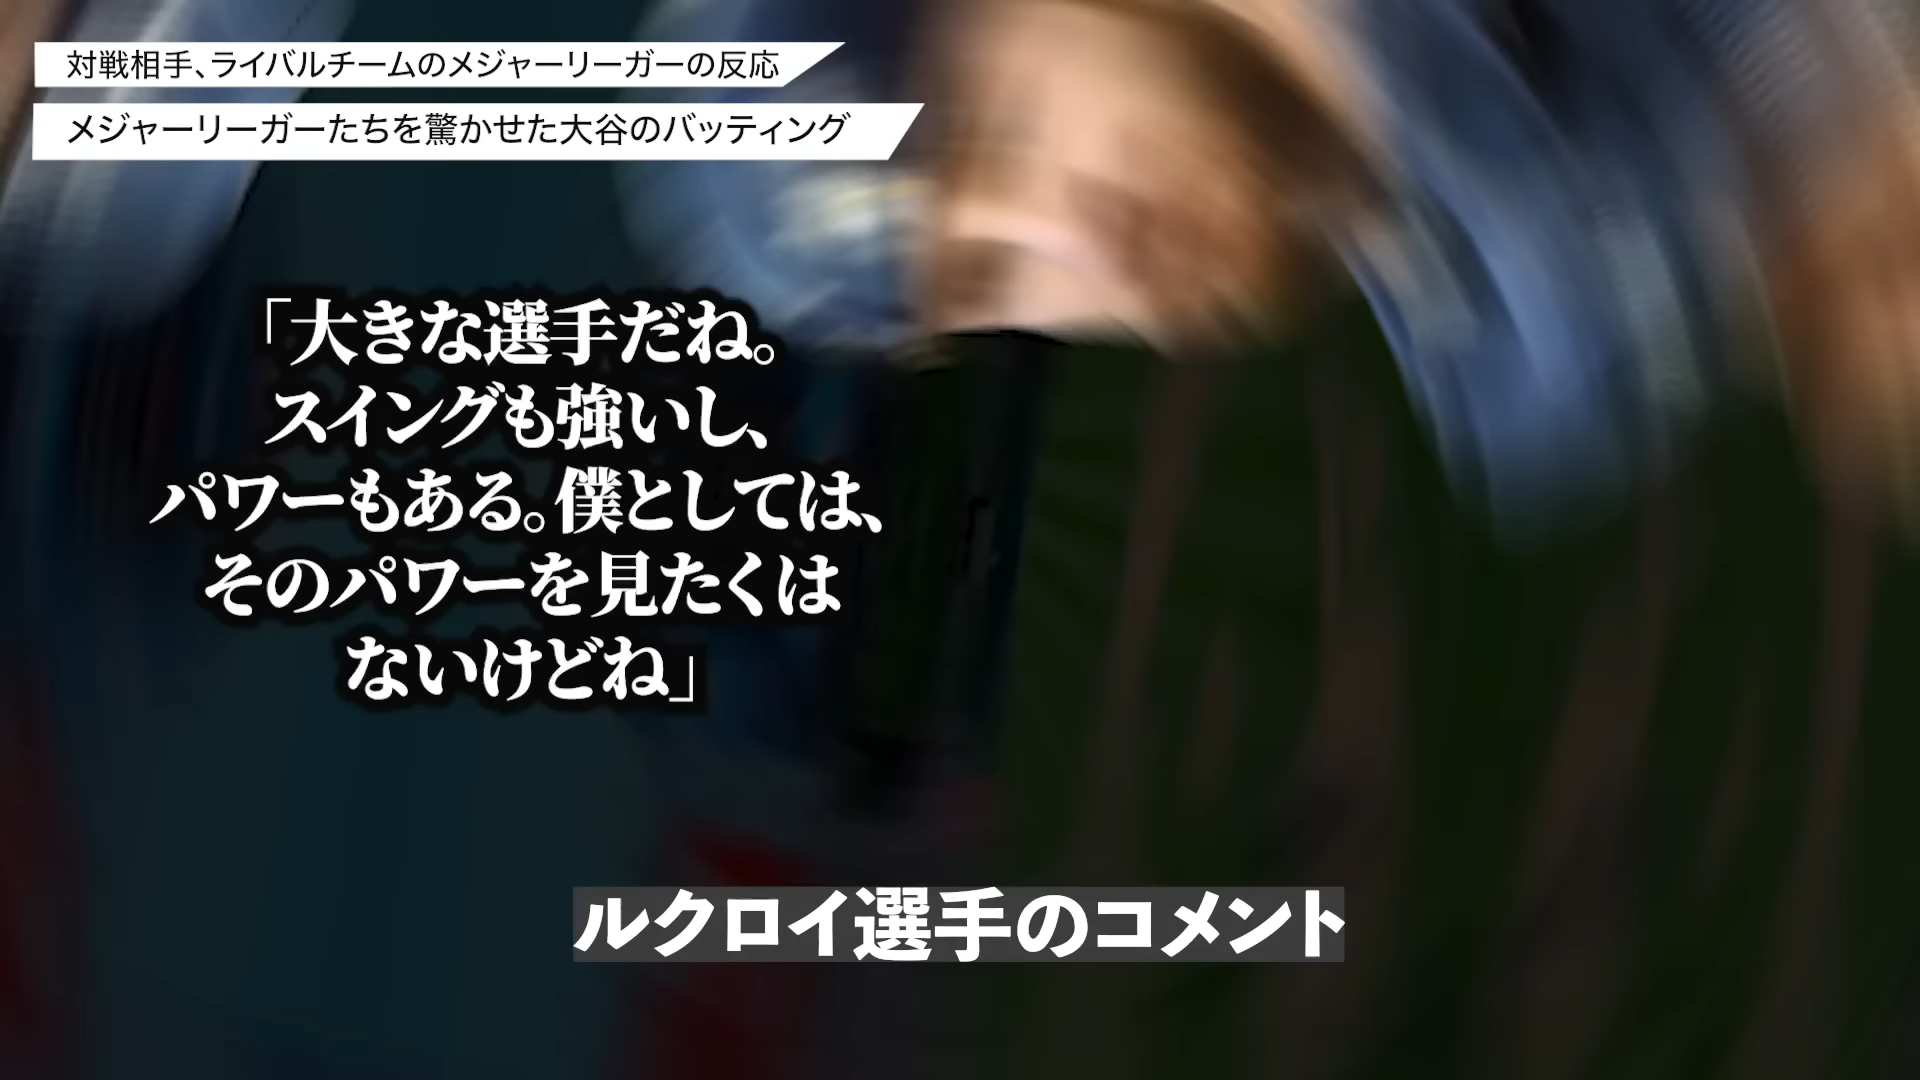 対戦相手、ライバルチームのメジャーリーガーの反応
メジャーリーガーたちを驚かせた大谷のバッティング
「大きな選手だね。
スイングも強いし、
パワーもある。僕としては、
そのパワーを見たくは
ないけどね」
ルクロイ選手のコメント